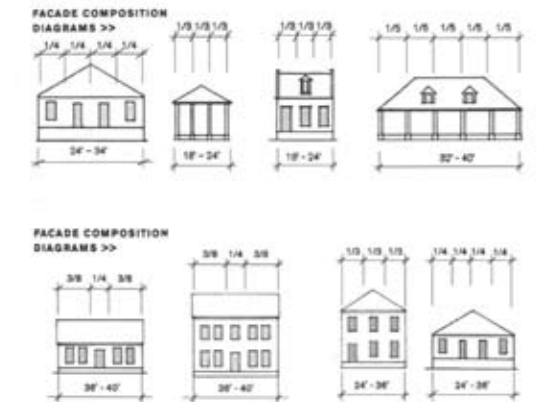 FACADE COMPOSITION
DIAGRAMS >>
1/4 1/4 1/4 1/4
1/3 1/3 1/3
1/3 1/3 1/3
1/5 1/5 1/5 1/5 1/5
24' - 34'
18' - 24'
18' - 24'
32' - 40'
FACADE COMPOSITION
DIAGRAMS >>
3/8 1/4 3/8
3/8 1/4 3/8
1/3 1/3 1/3
1/4 1/4 1/4 1/4
36' - 40'
36' - 40'
24' - 36'
24' - 36'